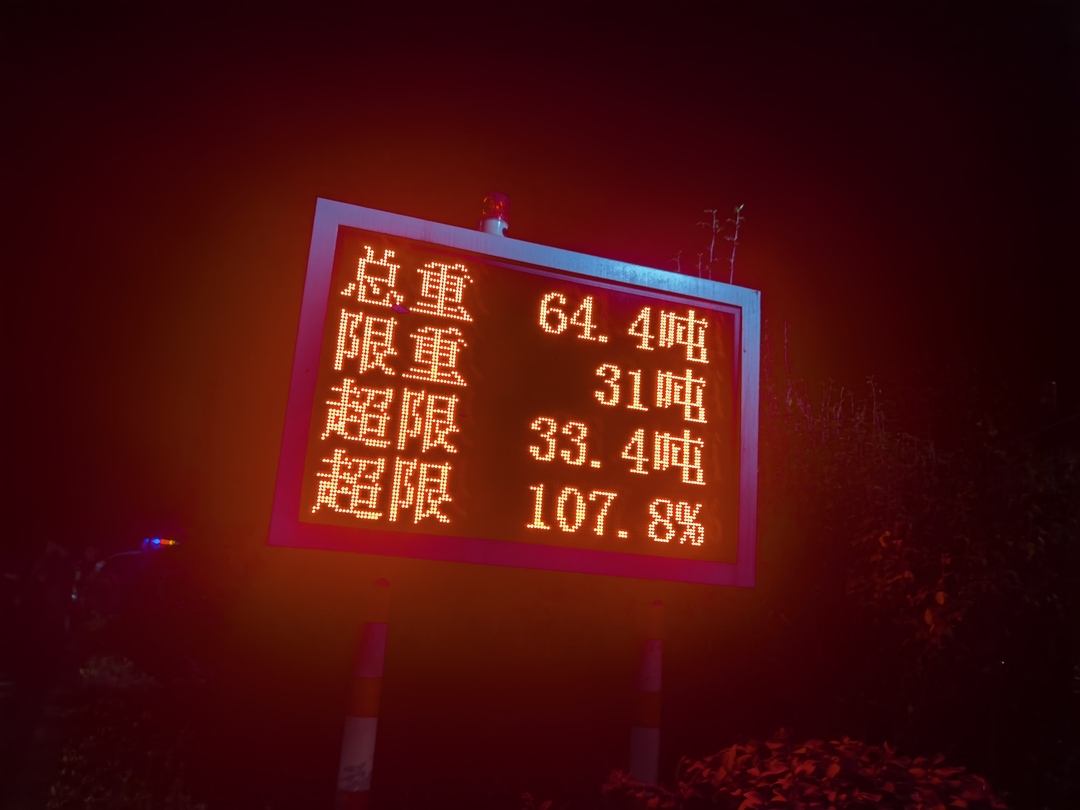 总重 64.4吨
限重 31吨
超限 33.4吨
超限 107.8%